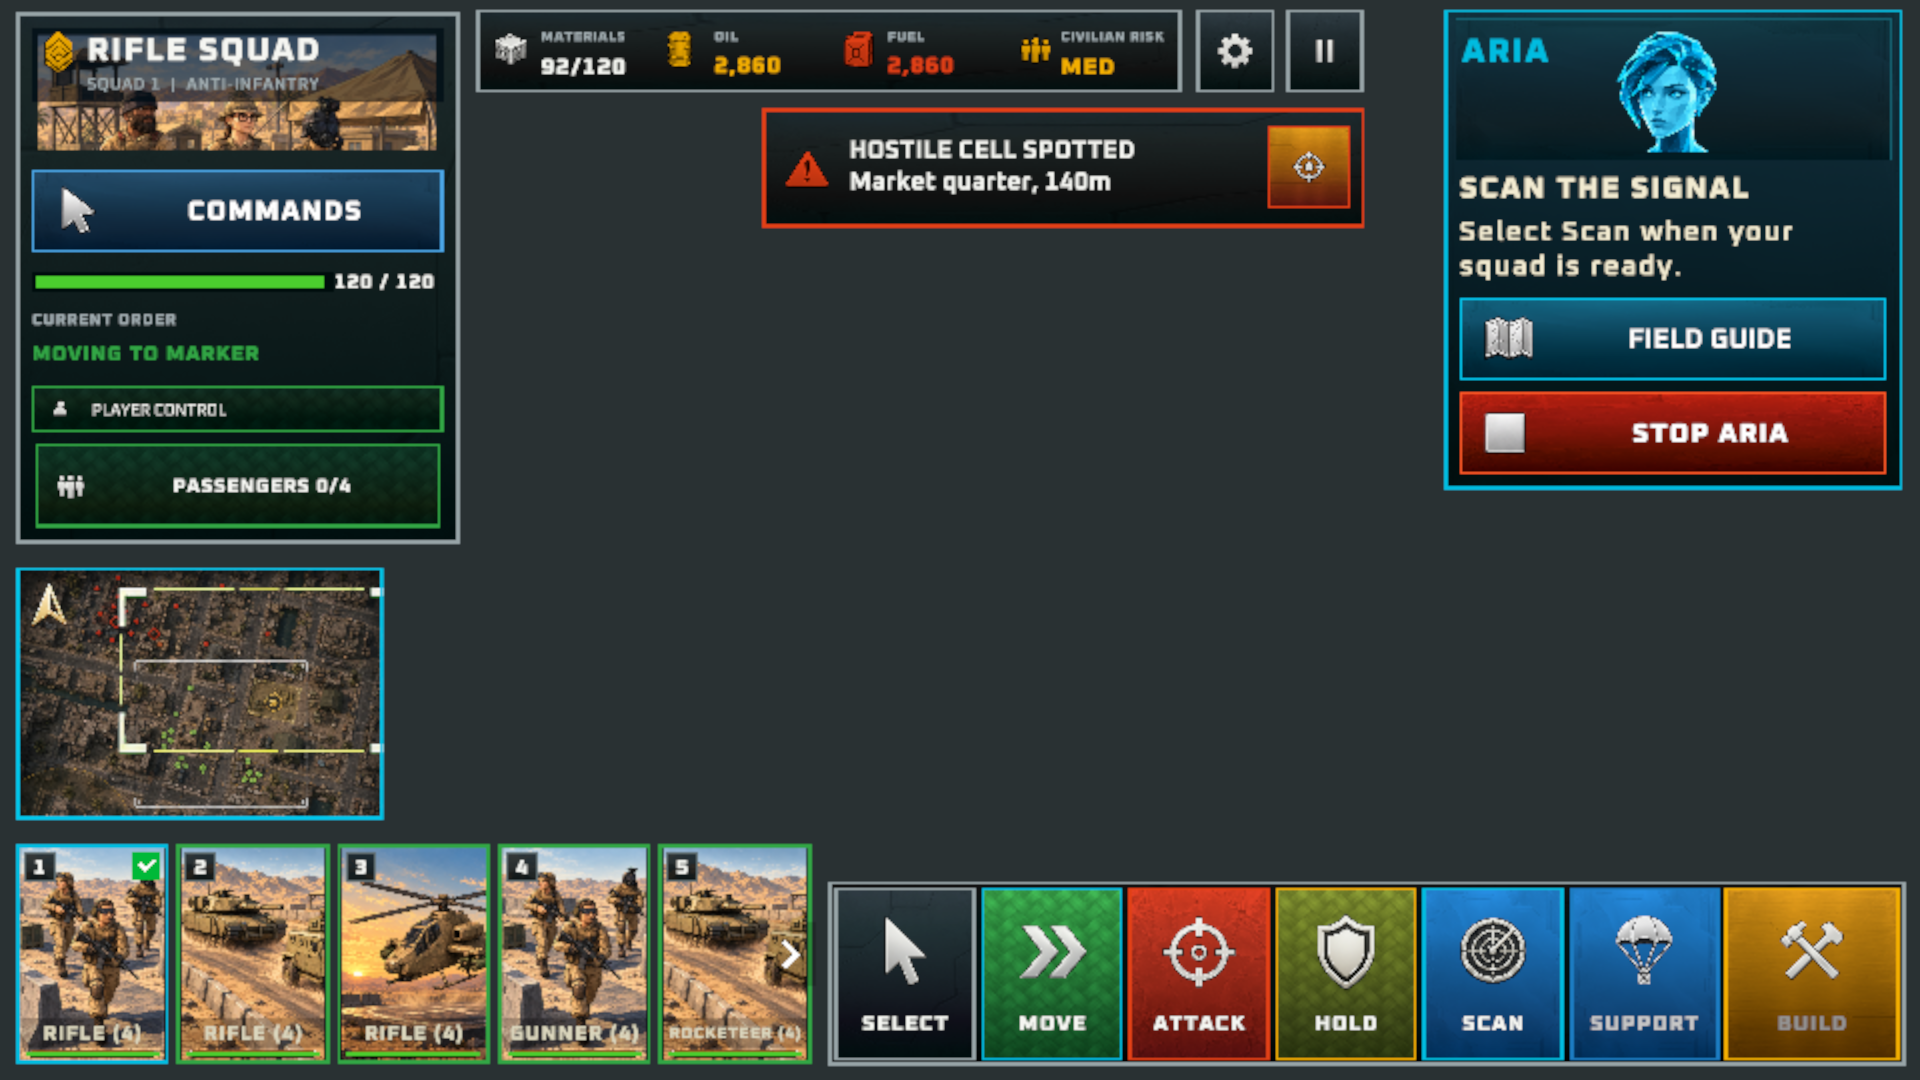 RIFLE SQUAD
SQUAD 1 | ANTI-INFANTRY
COMMANDS
120 / 120
CURRENT ORDER
MOVING TO MARKER
PLAYER CONTROL
PASSENGERS 0/4
MATERIALS
92/120
OIL
2,860
FUEL
2,860
CIVILIAN RISK
MED
HOSTILE CELL SPOTTED
Market quarter, 140m
ARIA
SCAN THE SIGNAL
Select Scan when your
squad is ready.
FIELD GUIDE
STOP ARIA
1
RIFLE (4)
2
RIFLE (4)
3
RIFLE (4)
4
GUNNER (4)
5
ROCKETEER (4)
SELECT
MOVE
ATTACK
HOLD
SCAN
SUPPORT
BUILD